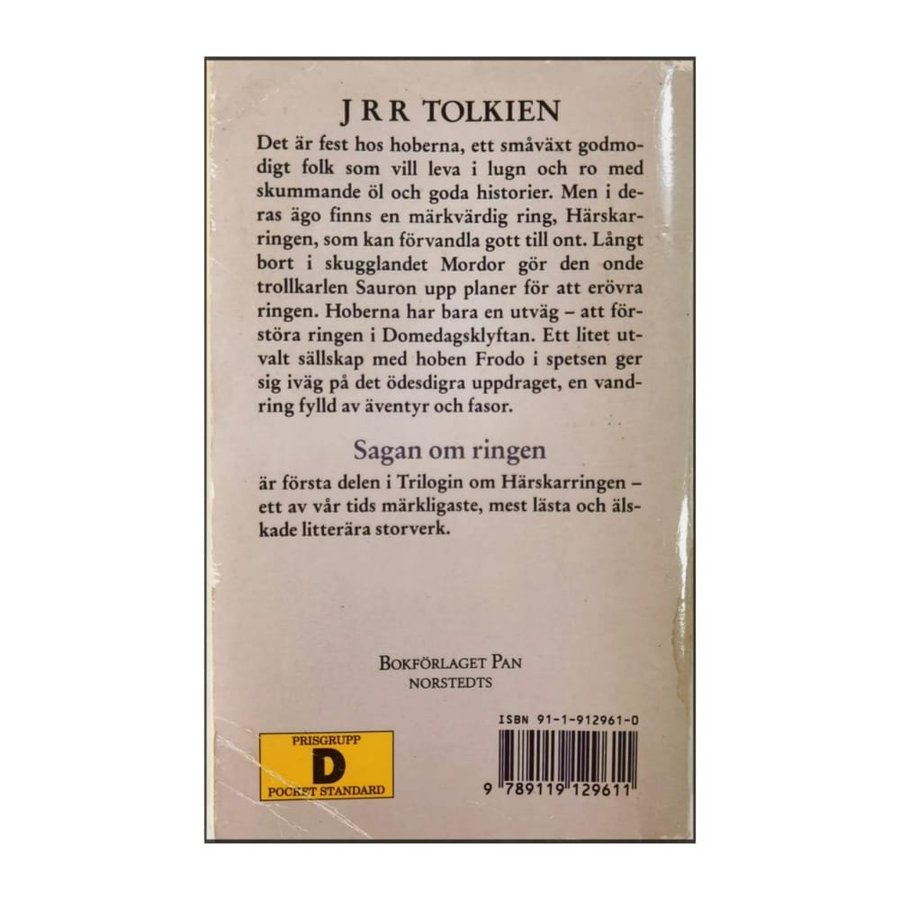 J R R TOLKIEN
Det är fest hos hoberna, ett småväxt godmo-
digt folk som vill leva i lugn och ro med
skummande öl och goda historier. Men i de-
ras ägo finns en märkvärdig ring, Härskar-
ringen, som kan förvandla gott till ont. Långt
bort i skugglandet Mordor gör den onde
trollkarlen Sauron upp planer för att erövra
ringen. Hoberna har bara en utväg – att för-
störa ringen i Domedagsklyftan. Ett litet ut-
valt sällskap med hoben Frodo i spetsen ger
sig iväg på det ödesdigra uppdraget, en vand-
ring fylld av äventyr och fasor.
Sagan om ringen
är första delen i Trilogin om Härskarringen –
ett av vår tids märkligaste, mest lästa och äls-
kade litterära storverk.
BOKFÖRLAGET PAN
NORSTEDTS
ISBN 91-1-912961-0
9 789119 129611
PRISGRUPP
D
POCKET STANDARD